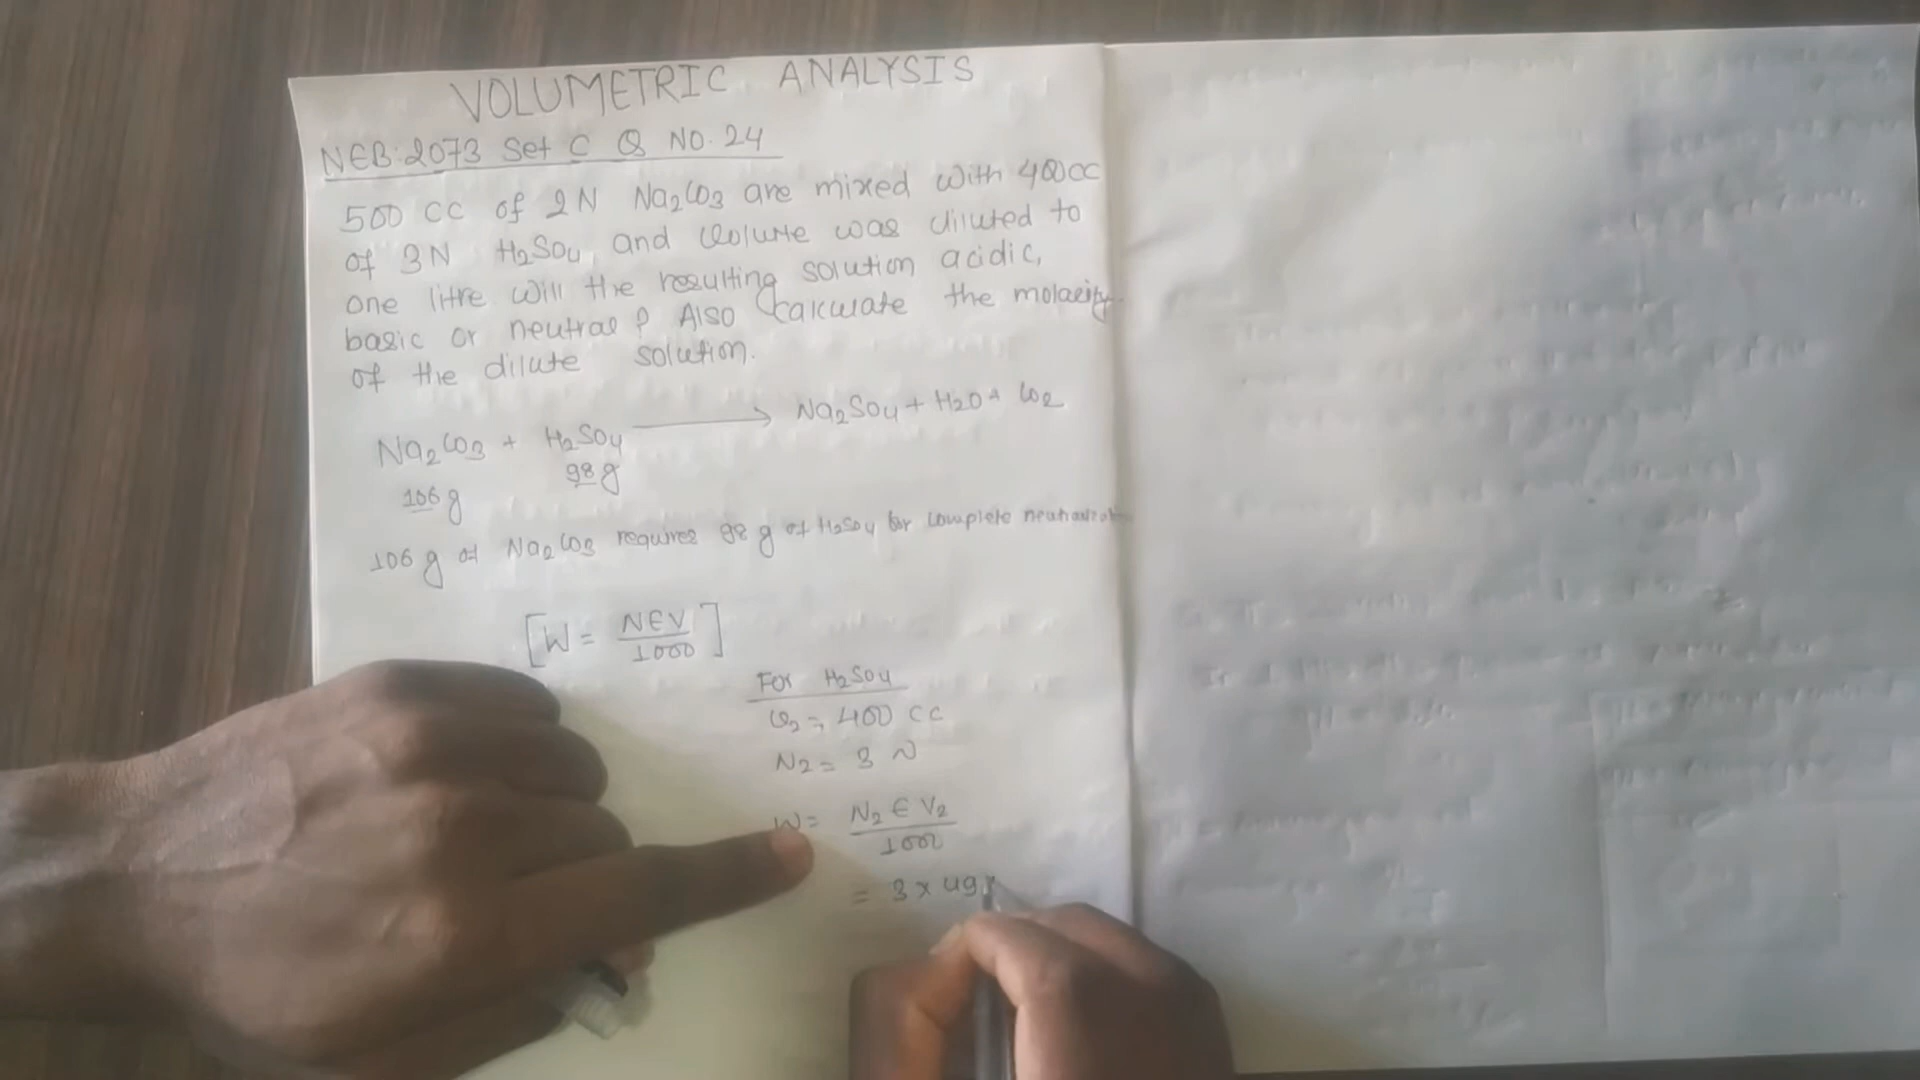 VOLUMETRIC ANALYSIS
NEB:2073 Set C Q NO. 24
500 CC of 2N Na2CO3 are mixed with 400CC
of 3N H2SO4 and volume was diluted to
one litre will the resulting solution acidic,
basic or neutral? Also calculate the molarity
of the dilute solution.
Na2CO3 + H2SO4 → Na2SO4 + H2O + CO2
106 g 98 g
106 g of Na2CO3 requires 98 g of H2SO4 for complete
[W = NEV/1000]
For H2SO4
V2 = 400 CC
N2 = 3 N
W = N2 E V2 / 1000
= 3 x 49